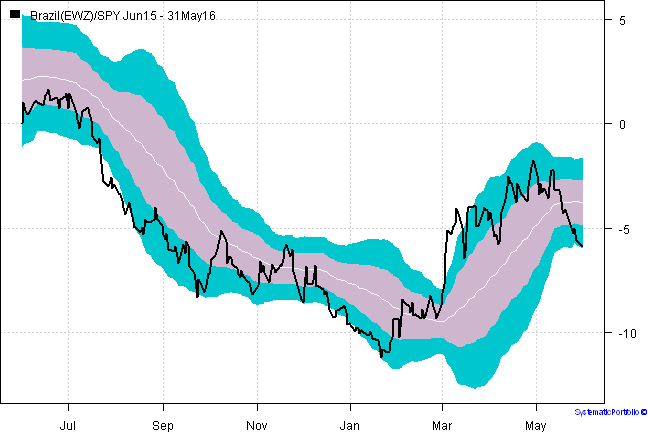 Brazil(EWZ)/SPY Jun15 - 31May16
5
0
-5
-10
Jul Sep Nov Jan Mar May
SystematicPortfolio ©